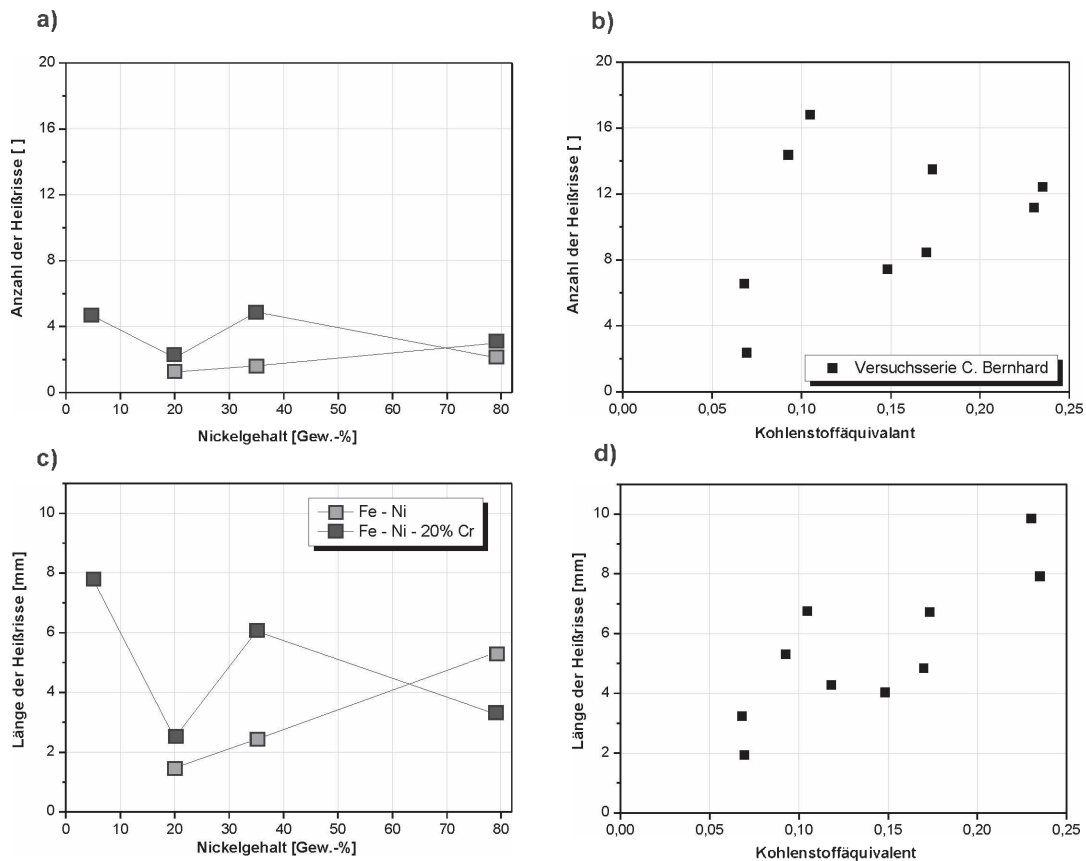 a)
20
16
12
8
4
0
Anzahl der Heißrisse [ ]
0 10 20 30 40 50 60 70 80
Nickelgehalt [Gew.-%]
b)
20
16
12
8
4
0
Anzahl der Heißrisse [ ]
Versuchsserie C. Bernhard
0,00 0,05 0,10 0,15 0,20 0,25
Kohlenstoffäquivalant
c)
10
8
6
4
2
0
Länge der Heißrisse [mm]
Fe - Ni
Fe - Ni - 20% Cr
0 10 20 30 40 50 60 70 80
Nickelgehalt [Gew.-%]
d)
10
8
6
4
2
0
Länge der Heißrisse [mm]
0,00 0,05 0,10 0,15 0,20 0,25
Kohlenstoffäquivalent